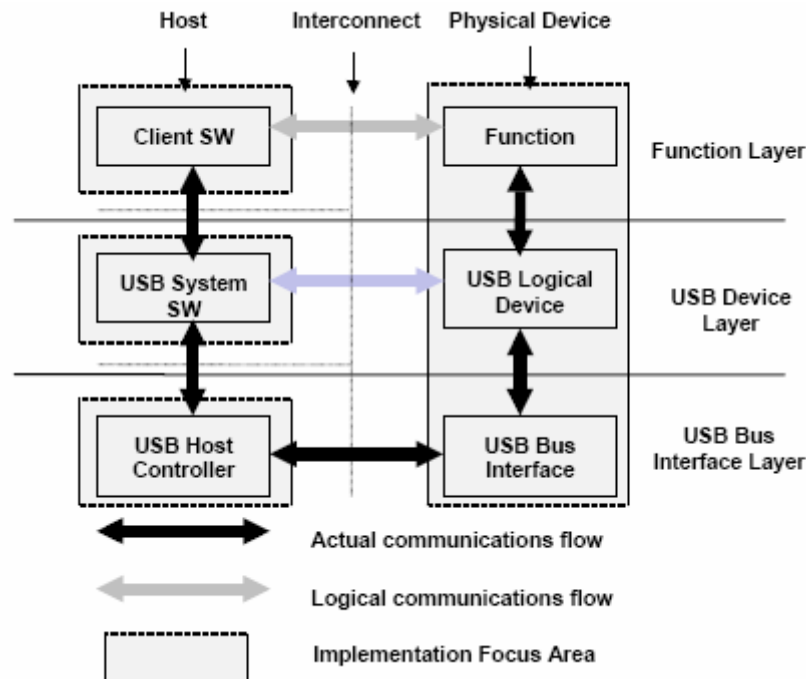 Host
Interconnect
Physical Device
Client SW
Function
Function Layer
USB System
SW
USB Logical
Device
USB Device
Layer
USB Host
Controller
USB Bus
Interface
USB Bus
Interface Layer
Actual communications flow
Logical communications flow
Implementation Focus Area